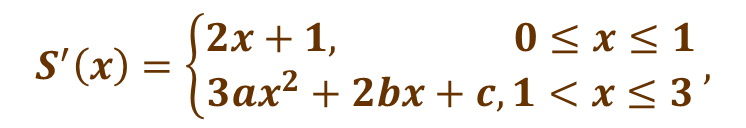 S′(x) = { 2x + 1, 0 ≤ x ≤ 1
3ax² + 2bx + c, 1 < x ≤ 3 ,